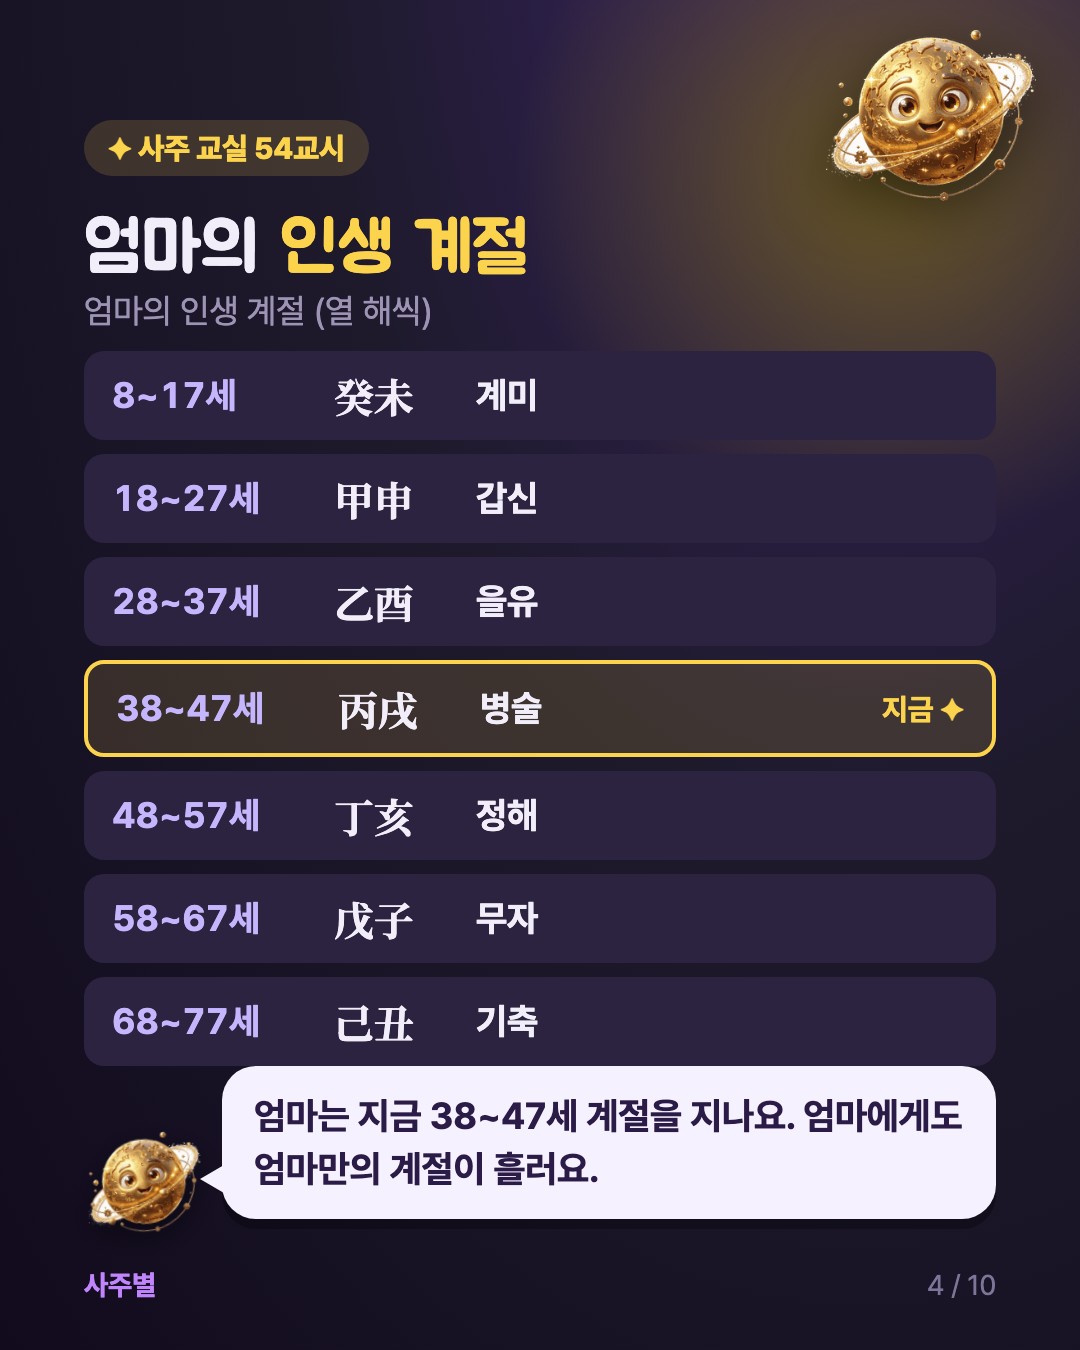 ✦ 사주 교실 54교시
엄마의 인생 계절
엄마의 인생 계절 (열 해씩)
8~17세 癸未 계미
18~27세 甲申 갑신
28~37세 乙酉 을유
38~47세 丙戌 병술 지금 ✦
48~57세 丁亥 정해
58~67세 戊子 무자
68~77세 己丑 기축
엄마는 지금 38~47세 계절을 지나요. 엄마에게도
엄마만의 계절이 흘러요.
사주별
4 / 10